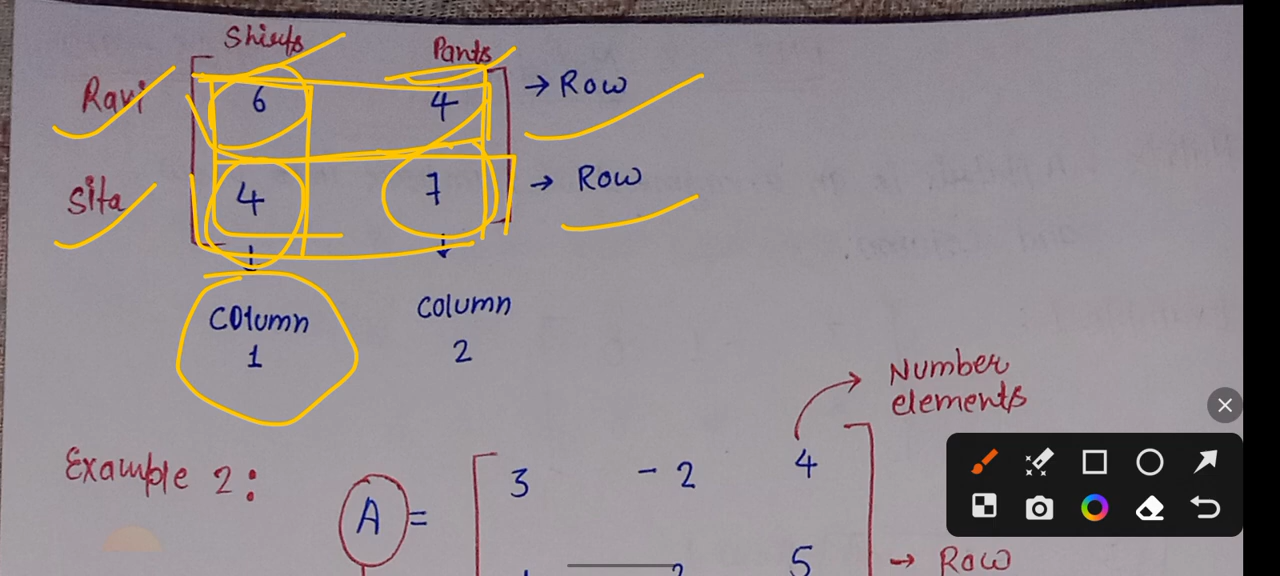 Shirts Pants
Ravi 6 4 → Row
Sita 4 7 → Row
↓ ↓
Column Column
1 2
Number
elements
Example 2:
A = 3 -2 4
5 → Row